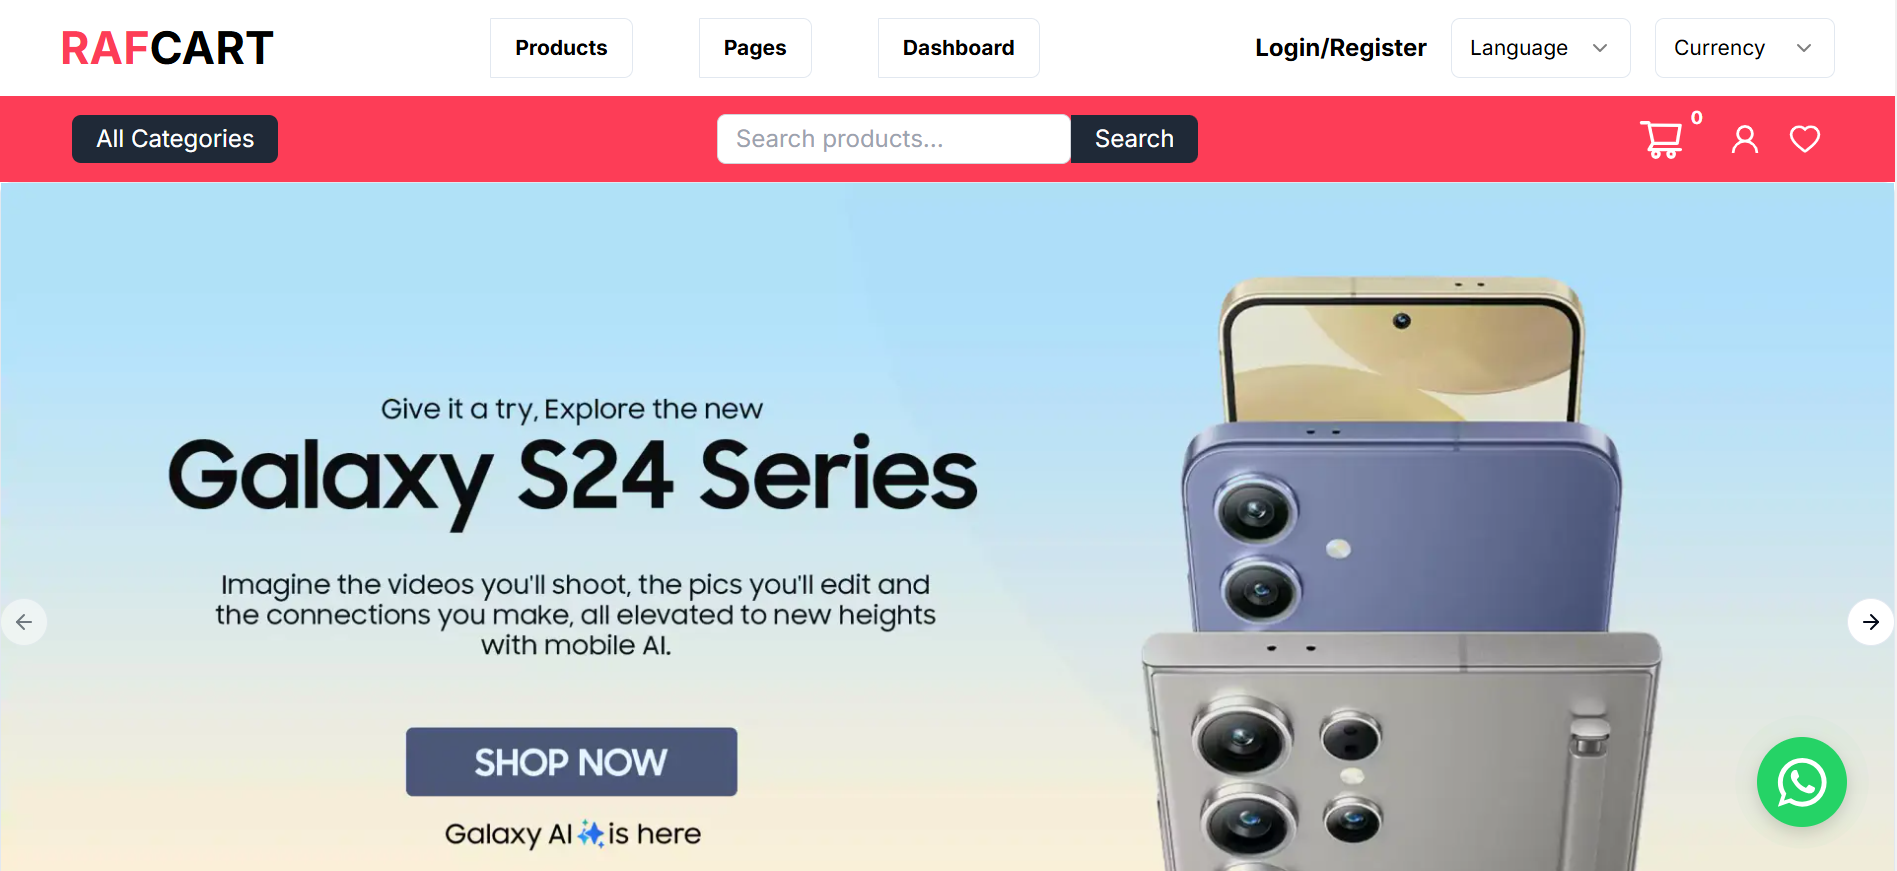 RAFCART
Products
Pages
Dashboard
Login/Register
Language
Currency
All Categories
Search products...
Search
0
Give it a try, Explore the new
Galaxy S24 Series
Imagine the videos you'll shoot, the pics you'll edit and
the connections you make, all elevated to new heights
with mobile AI.
SHOP NOW
Galaxy AI is here